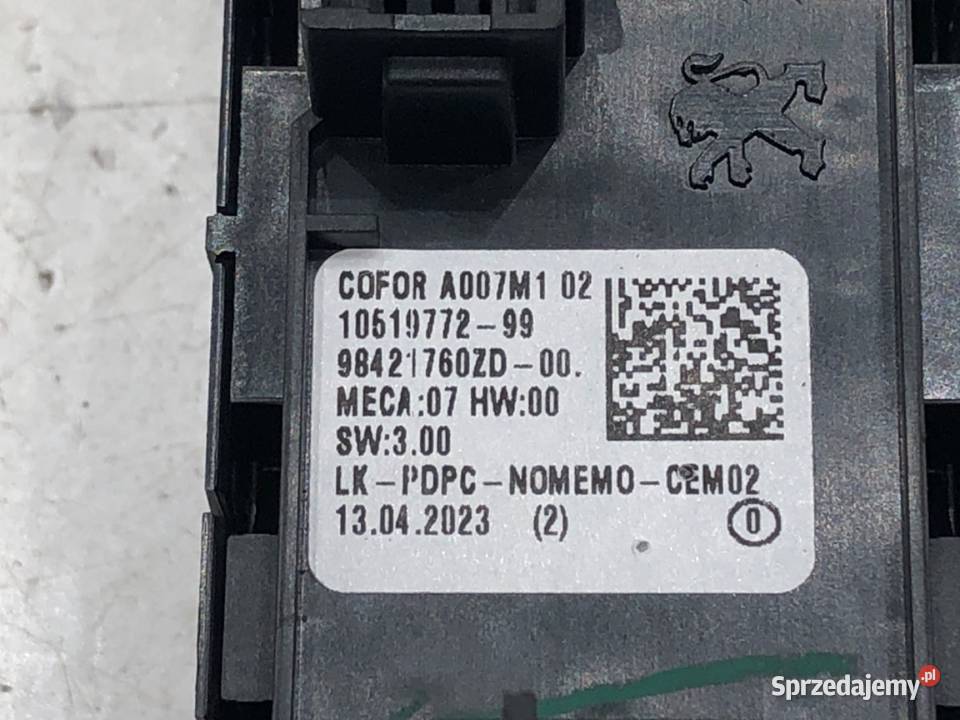 COFOR A007M1 02
10519772-99
98421760ZD-00.
MECA:07 HW:00
SW:3.00
LK-PDPC-NOMEMO-CEM02
13.04.2023 (2) 0
Sprzedajemy.pl